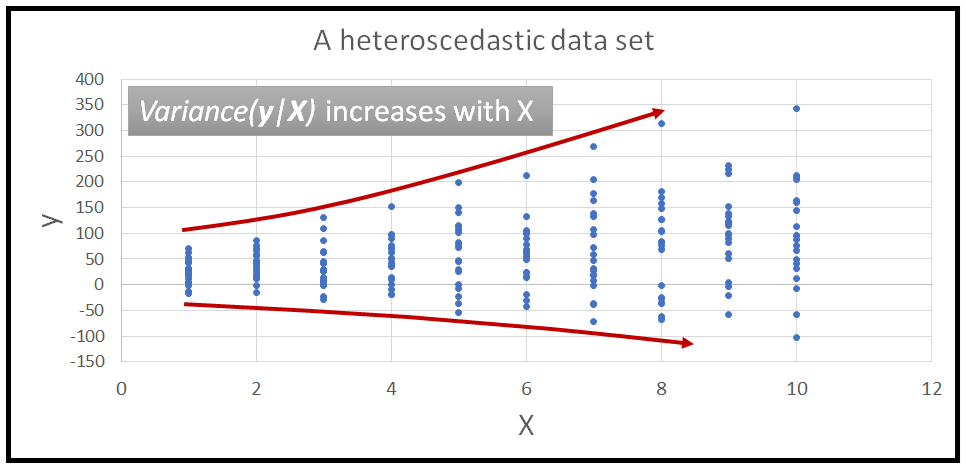 A heteroscedastic data set
Variance(y|X) increases with X
400
350
300
250
200
150
100
50
0
-50
-100
-150
y
0 2 4 6 8 10 12
X